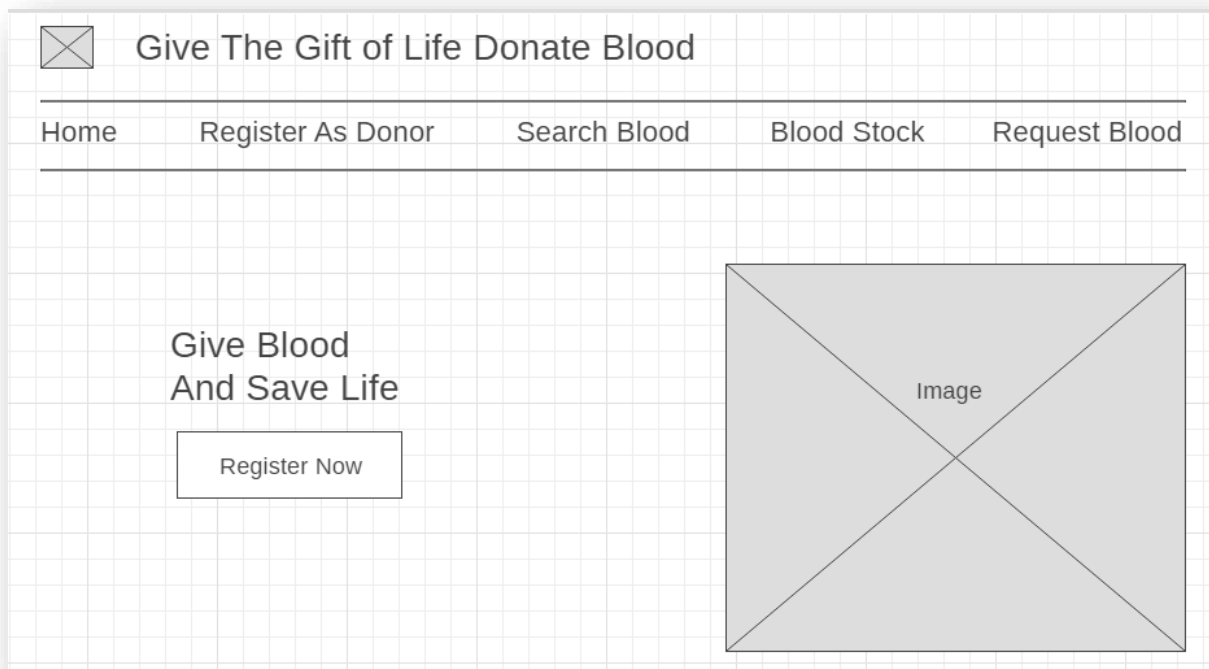 Give The Gift of Life Donate Blood
Home Register As Donor Search Blood Blood Stock Request Blood
Give Blood
And Save Life
Register Now
Image